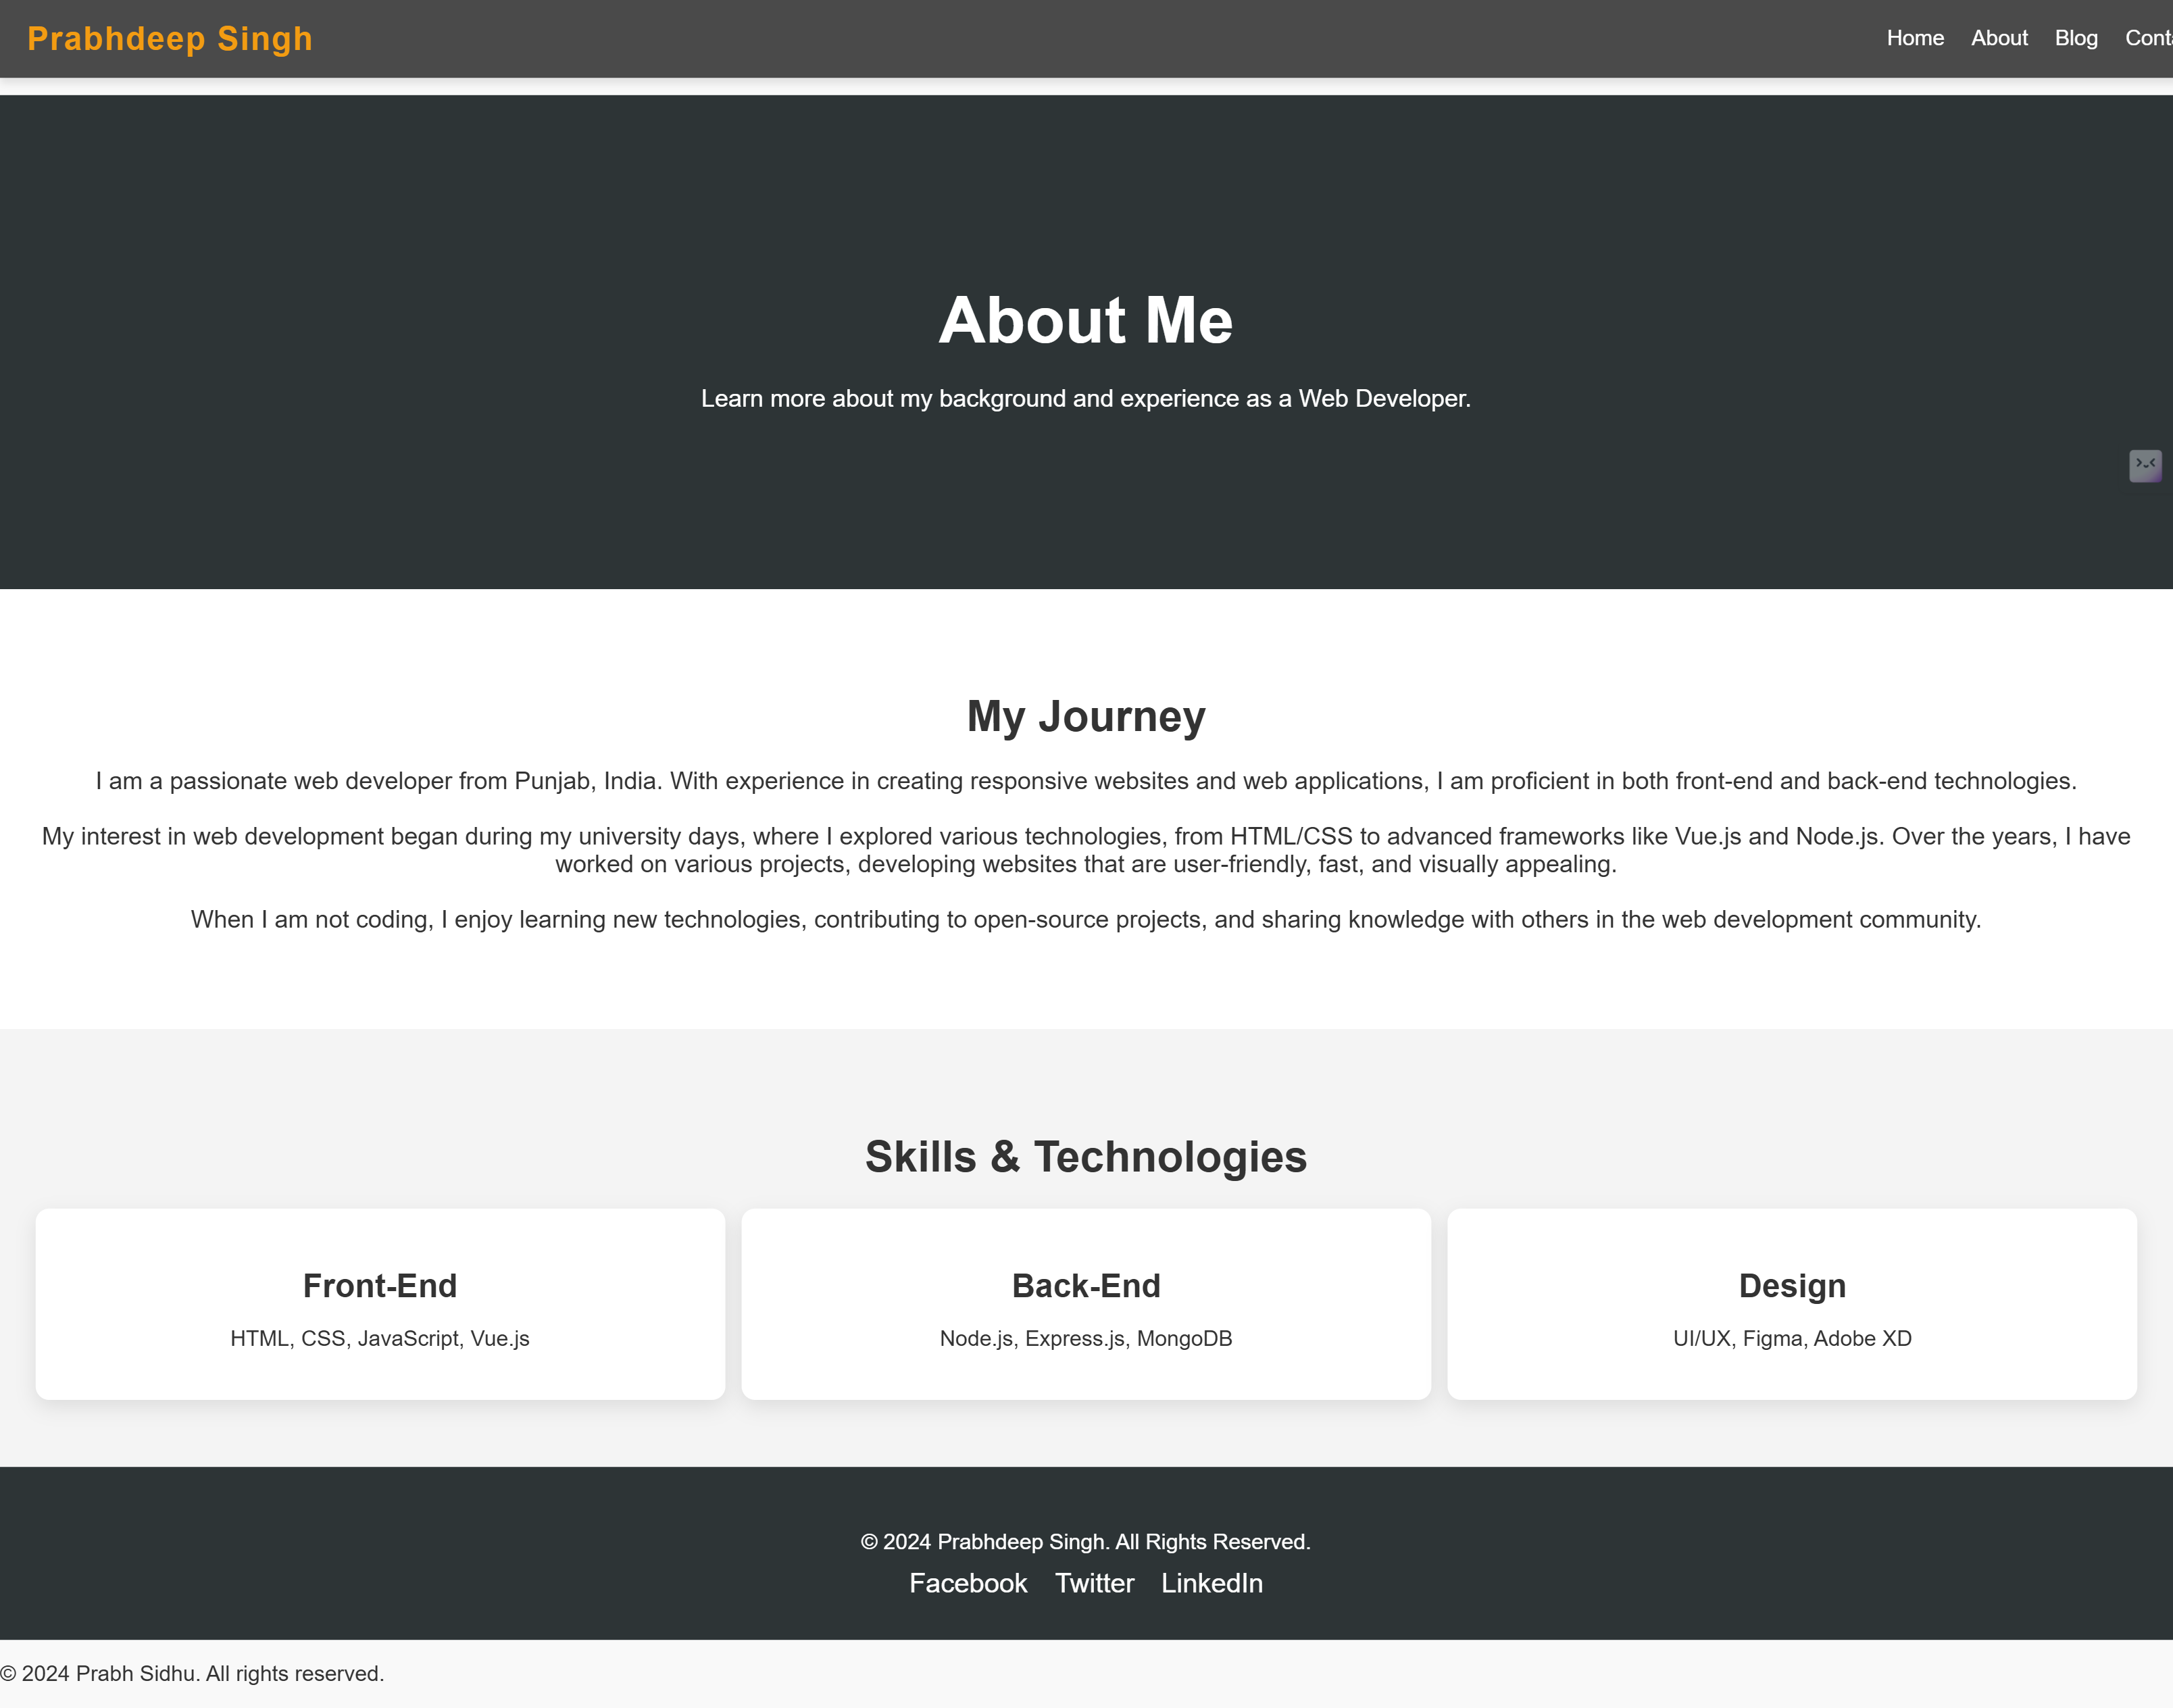 Prabhdeep Singh
Home About Blog Conta
About Me
Learn more about my background and experience as a Web Developer.
My Journey
I am a passionate web developer from Punjab, India. With experience in creating responsive websites and web applications, I am proficient in both front-end and back-end technologies.
My interest in web development began during my university days, where I explored various technologies, from HTML/CSS to advanced frameworks like Vue.js and Node.js. Over the years, I have
worked on various projects, developing websites that are user-friendly, fast, and visually appealing.
When I am not coding, I enjoy learning new technologies, contributing to open-source projects, and sharing knowledge with others in the web development community.
Skills & Technologies
Front-End
HTML, CSS, JavaScript, Vue.js
Back-End
Node.js, Express.js, MongoDB
Design
UI/UX, Figma, Adobe XD
© 2024 Prabhdeep Singh. All Rights Reserved.
Facebook Twitter LinkedIn
© 2024 Prabh Sidhu. All rights reserved.